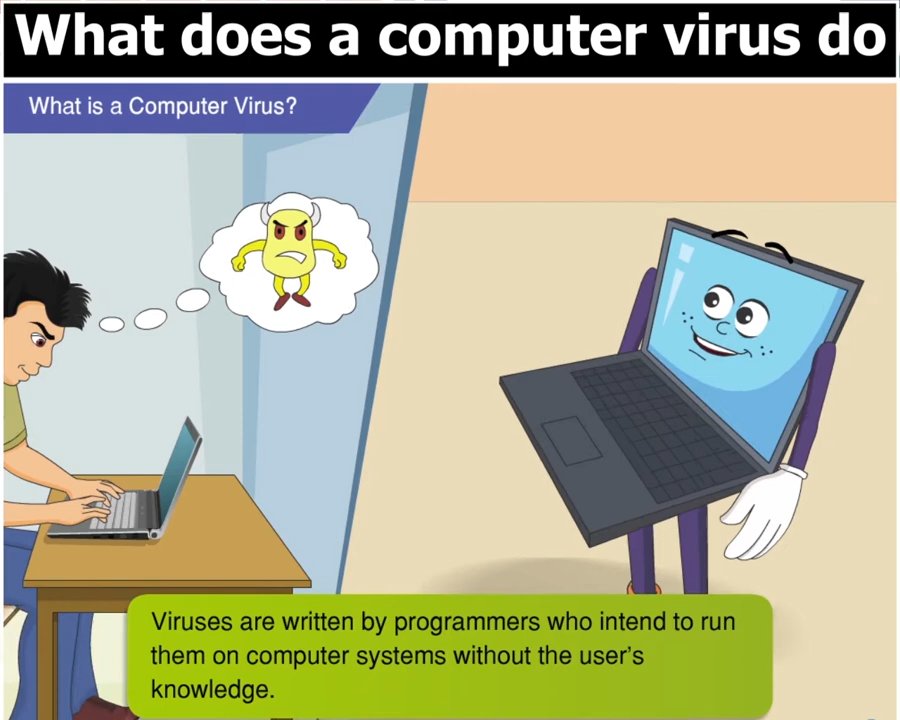 What does a computer virus do
What is a Computer Virus?
Viruses are written by programmers who intend to run
them on computer systems without the user's
knowledge.